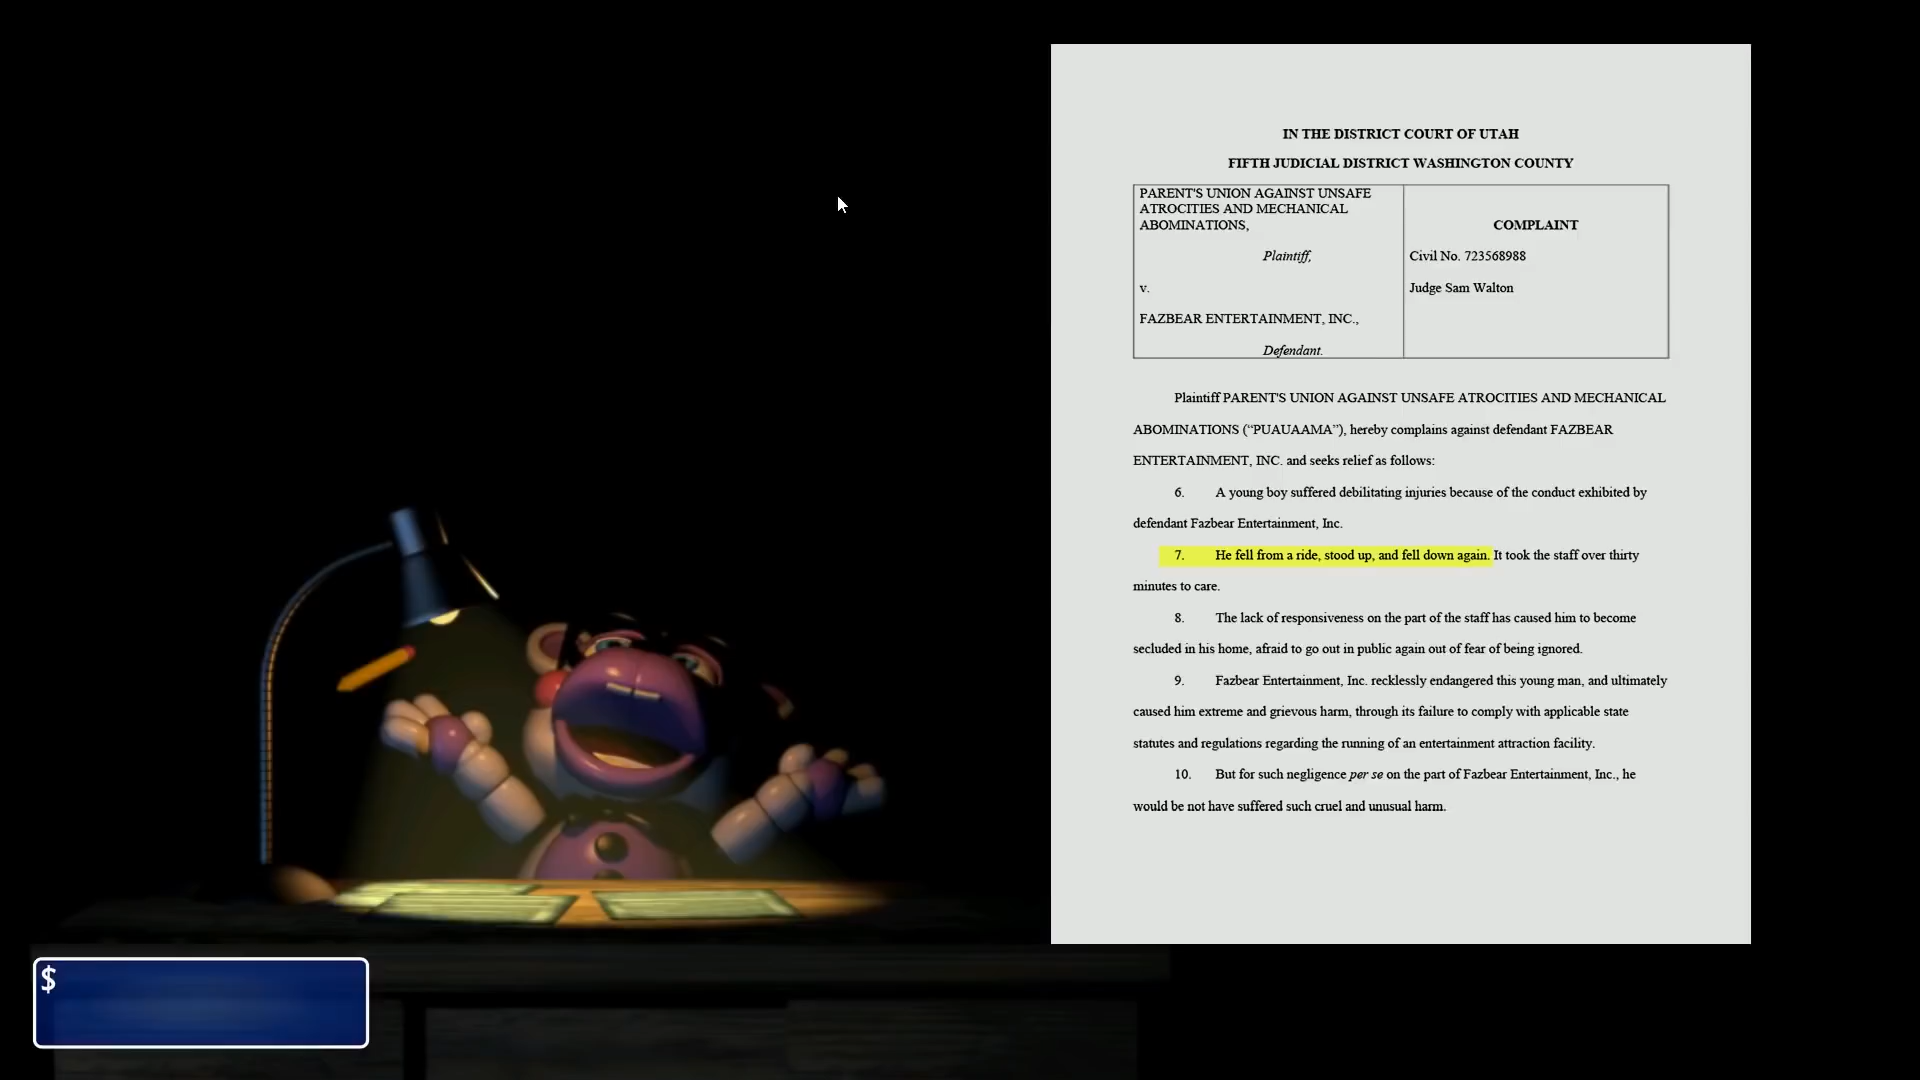 IN THE DISTRICT COURT OF UTAH
FIFTH JUDICIAL DISTRICT WASHINGTON COUNTY
PARENT'S UNION AGAINST UNSAFE
ATROCITIES AND MECHANICAL
ABOMINATIONS,
Plaintiff,
v.
FAZBEAR ENTERTAINMENT, INC.,
Defendant.
COMPLAINT
Civil No. 723568988
Judge Sam Walton
Plaintiff PARENT'S UNION AGAINST UNSAFE ATROCITIES AND MECHANICAL
ABOMINATIONS (“PUAUAAMA”), hereby complains against defendant FAZBEAR
ENTERTAINMENT, INC. and seeks relief as follows:
6. A young boy suffered debilitating injuries because of the conduct exhibited by
defendant Fazbear Entertainment, Inc.
7. He fell from a ride, stood up, and fell down again. It took the staff over thirty
minutes to care.
8. The lack of responsiveness on the part of the staff has caused him to become
secluded in his home, afraid to go out in public again out of fear of being ignored.
9. Fazbear Entertainment, Inc. recklessly endangered this young man, and ultimately
caused him extreme and grievous harm, through its failure to comply with applicable state
statutes and regulations regarding the running of an entertainment attraction facility.
10. But for such negligence per se on the part of Fazbear Entertainment, Inc., he
would be not have suffered such cruel and unusual harm.
$